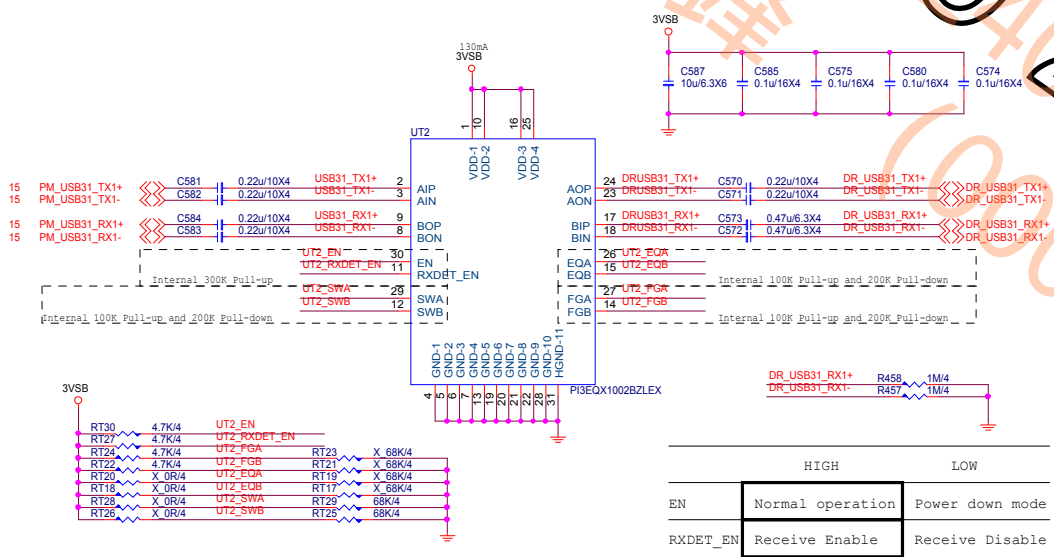 3VSB
130mA
3VSB
C587
10u/6.3X6
C585
0.1u/16X4
C575
0.1u/16X4
C580
0.1u/16X4
C574
0.1u/16X4
UT2
1
10
16
25
VDD-1
VDD-2
VDD-3
VDD-4
15 PM_USB31_TX1+ C581 0.22u/10X4 USB31_TX1+ 2 AIP
15 PM_USB31_TX1- C582 0.22u/10X4 USB31_TX1- 3 AIN
15 PM_USB31_RX1+ C584 0.22u/10X4 USB31_RX1+ 9 BOP
15 PM_USB31_RX1- C583 0.22u/10X4 USB31_RX1- 8 BON
AOP 24 DRUSB31_TX1+ C570 0.22u/10X4 DR_USB31_TX1+ DR_USB31_TX1+
AON 23 DRUSB31_TX1- C571 0.22u/10X4 DR_USB31_TX1- DR_USB31_TX1-
BIP 17 DRUSB31_RX1+ C573 0.47u/6.3X4 DR_USB31_RX1+ DR_USB31_RX1+
BIN 18 DRUSB31_RX1- C572 0.47u/6.3X4 DR_USB31_RX1- DR_USB31_RX1-
UT2_EN 30 EN
UT2_RXDET_EN 11 RXDET_EN
Internal 300K Pull-up
UT2_SWA 29 SWA
UT2_SWB 12 SWB
Internal 100K Pull-up and 200K Pull-down
EQA 26 UT2_EQA
EQB 15 UT2_EQB
Internal 100K Pull-up and 200K Pull-down
FGA 27 UT2_FGA
FGB 14 UT2_FGB
Internal 100K Pull-up and 200K Pull-down
GND-1
GND-2
GND-3
GND-4
GND-5
GND-6
GND-7
GND-8
GND-9
GND-10
HGND-11
4
5
6
7
13
19
20
21
22
28
31
PI3EQX1002BZLEX
DR_USB31_RX1+ R458 1M/4
DR_USB31_RX1- R457 1M/4
3VSB
RT30 4.7K/4 UT2_EN
RT27 4.7K/4 UT2_RXDET_EN
RT24 4.7K/4 UT2_FGA RT23 X_68K/4
RT22 4.7K/4 UT2_FGB RT21 X_68K/4
RT20 X_0R/4 UT2_EQA RT19 X_68K/4
RT18 X_0R/4 UT2_EQB RT17 X_68K/4
RT28 X_0R/4 UT2_SWA RT29 68K/4
RT26 X_0R/4 UT2_SWB RT25 68K/4
HIGH LOW
EN Normal operation Power down mode
RXDET_EN Receive Enable Receive Disable